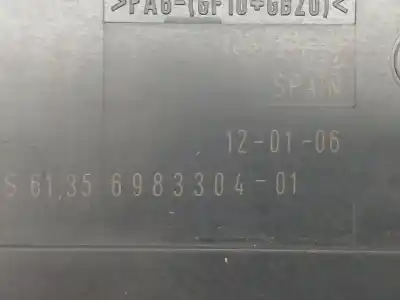 >PA6-(GF10+GB20)<
SPAIN
12-01-06
S 61.35 6983304-01